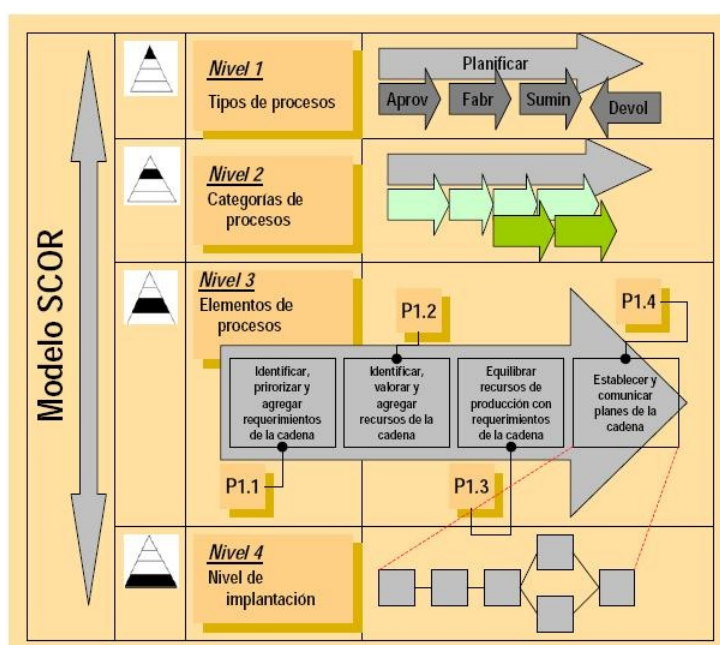 Modelo SCOR
Nivel 1
Tipos de procesos
Planificar
Aprov
Fabr
Sumin
Devol
Nivel 2
Categorías de
procesos
Nivel 3
Elementos de
procesos
P1.2
P1.4
Identificar,
prirorizar y
agregar
requerimientos
de la cadena
Identificar,
valorar y
agregar
recursos de la
cadena
Equilibrar
recursos de
producción con
requerimientos
de la cadena
Establecer y
comunicar
planes de la
cadena
P1.1
P1.3
Nivel 4
Nivel de
implantación